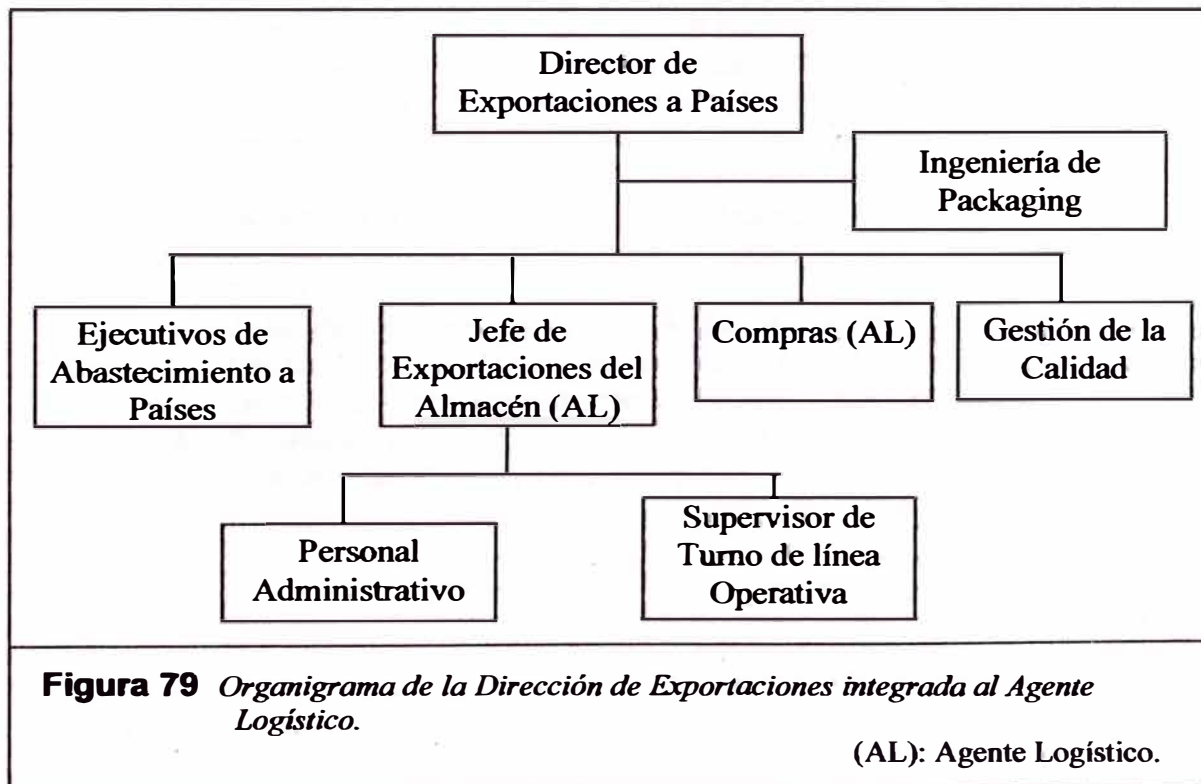 Director de
Exportaciones a Países
Ingeniería de
Packaging
Ejecutivos de
Abastecimiento a
Países
Jefe de
Exportaciones del
Almacén (AL)
Compras (AL)
Gestión de la
Calidad
Personal
Administrativo
Supervisor de
Turno de línea
Operativa
Figura 79 Organigrama de la Dirección de Exportaciones integrada al Agente
Logístico.
(AL): Agente Logístico.